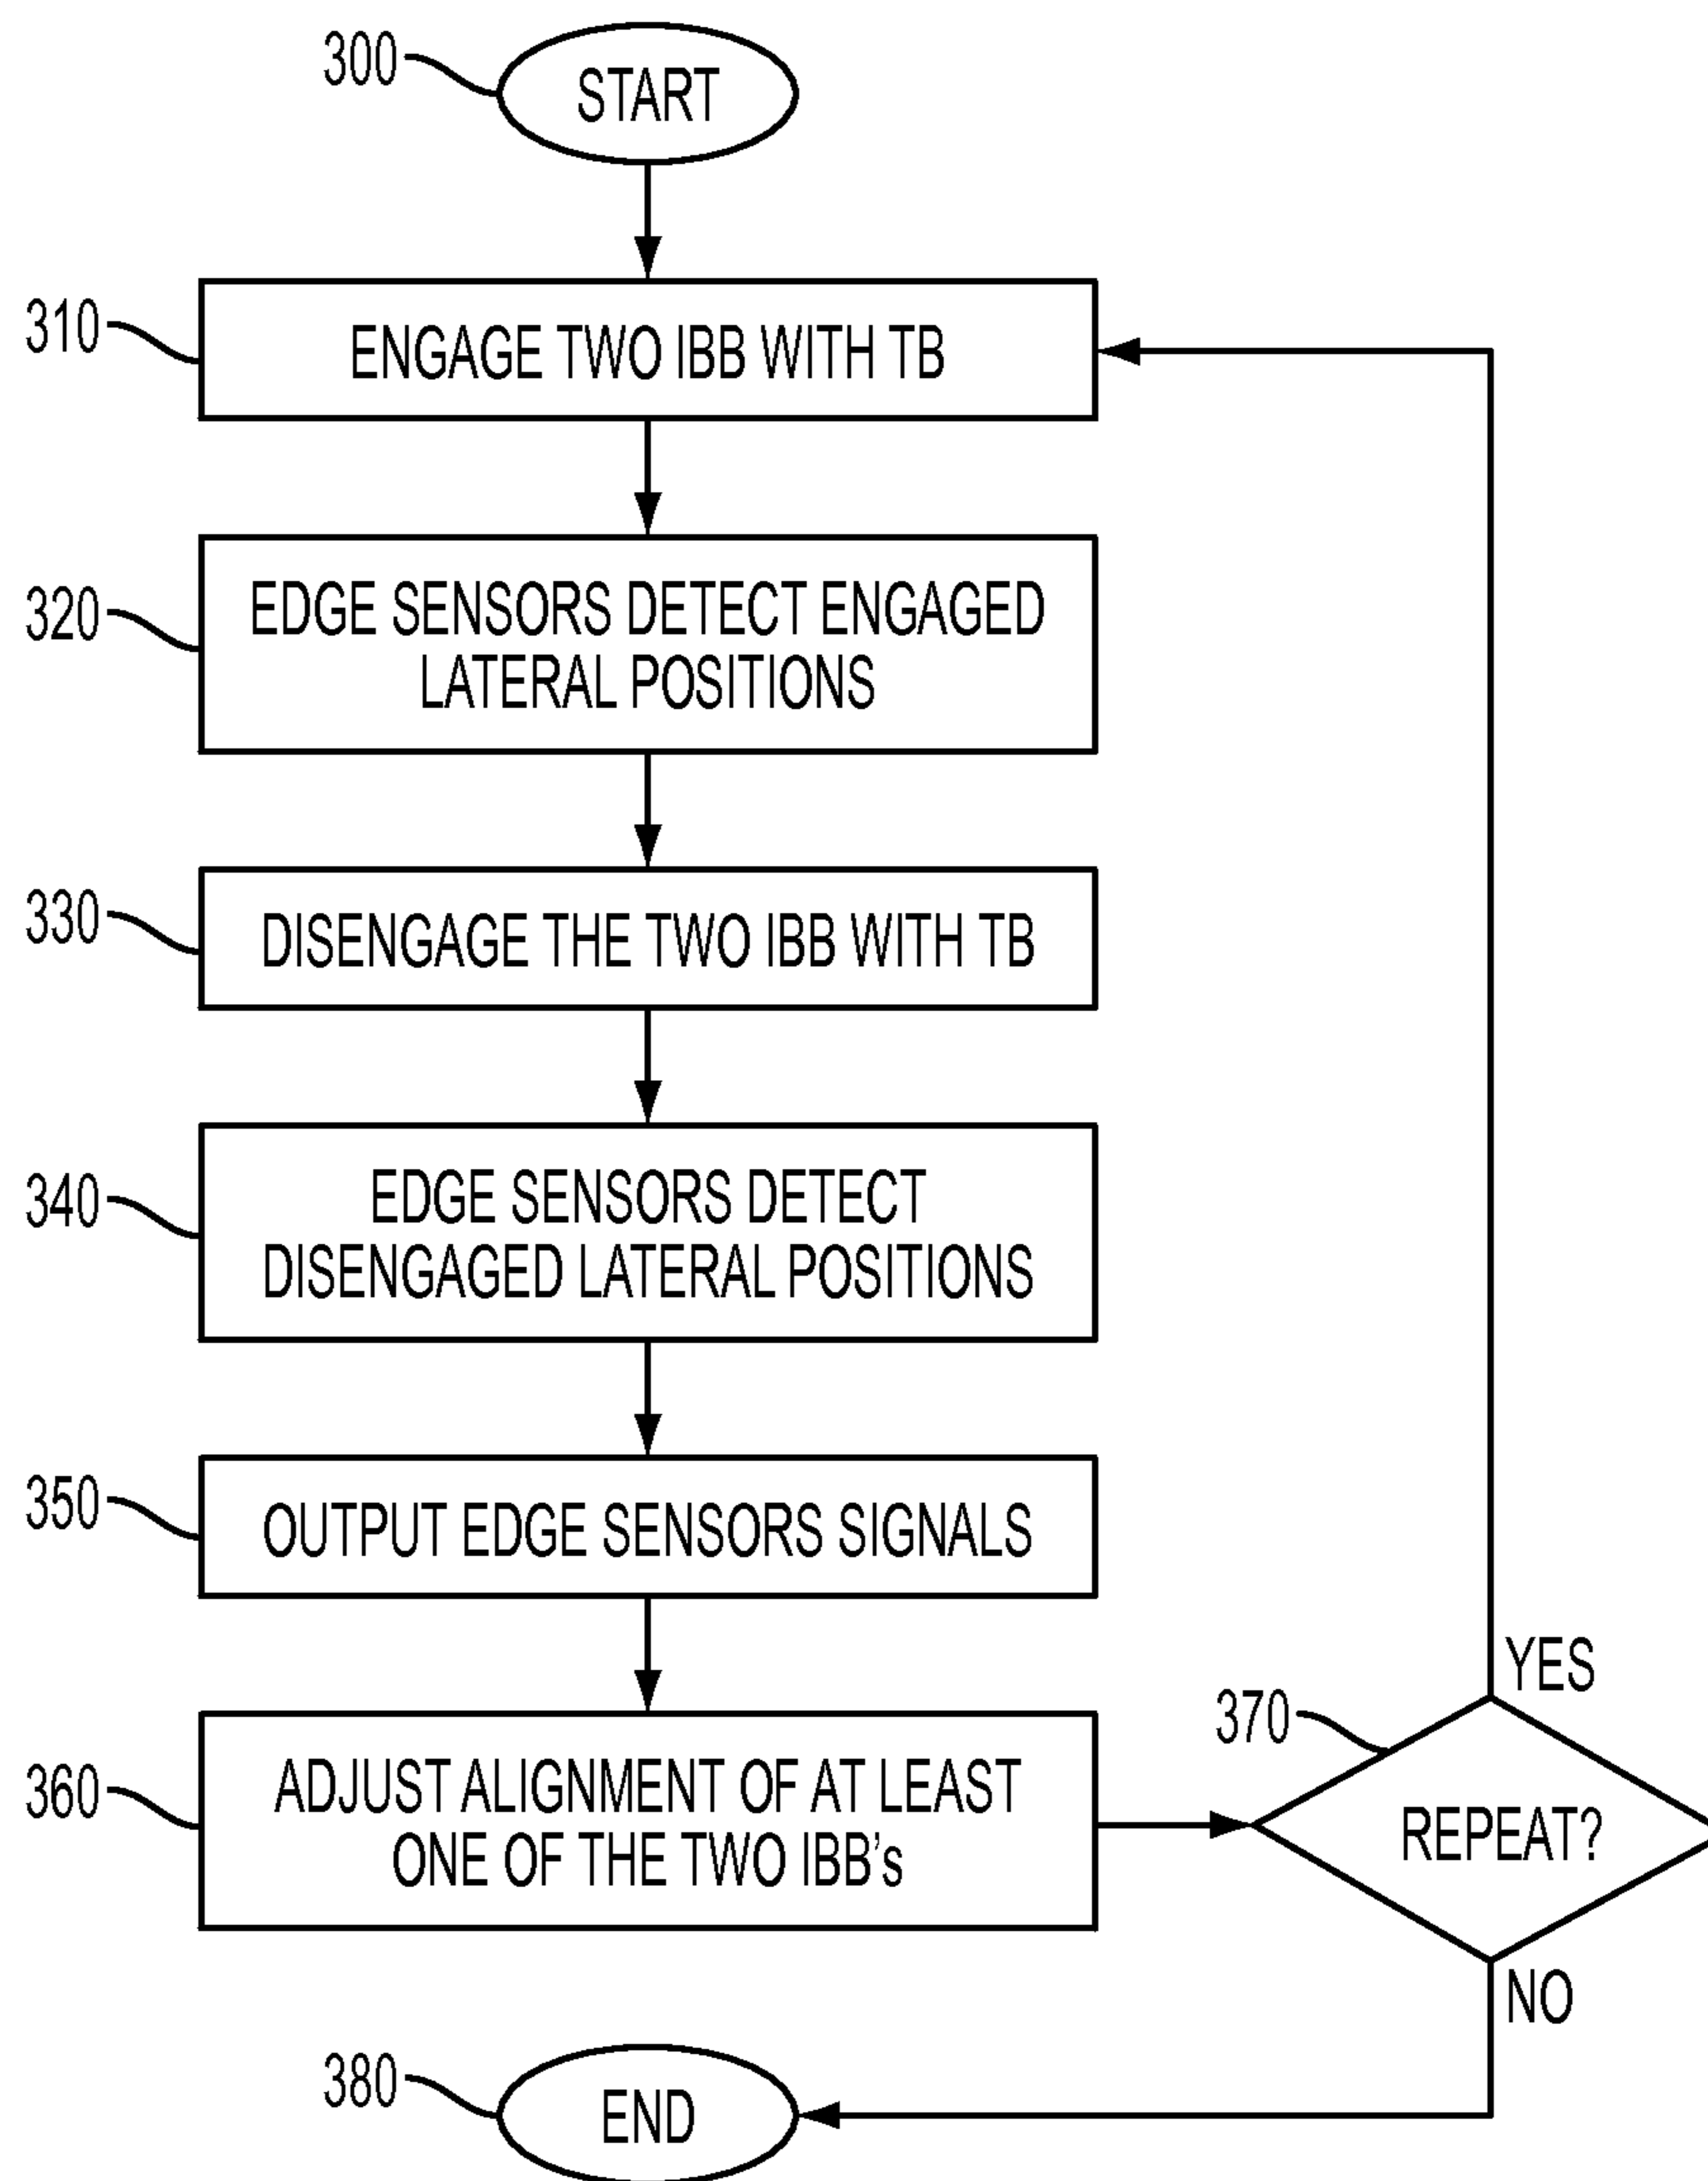 300
START
310
ENGAGE TWO IBB WITH TB
320
EDGE SENSORS DETECT ENGAGED
LATERAL POSITIONS
330
DISENGAGE THE TWO IBB WITH TB
340
EDGE SENSORS DETECT
DISENGAGED LATERAL POSITIONS
350
OUTPUT EDGE SENSORS SIGNALS
360
ADJUST ALIGNMENT OF AT LEAST
ONE OF THE TWO IBB's
370
REPEAT?
YES
NO
380
END